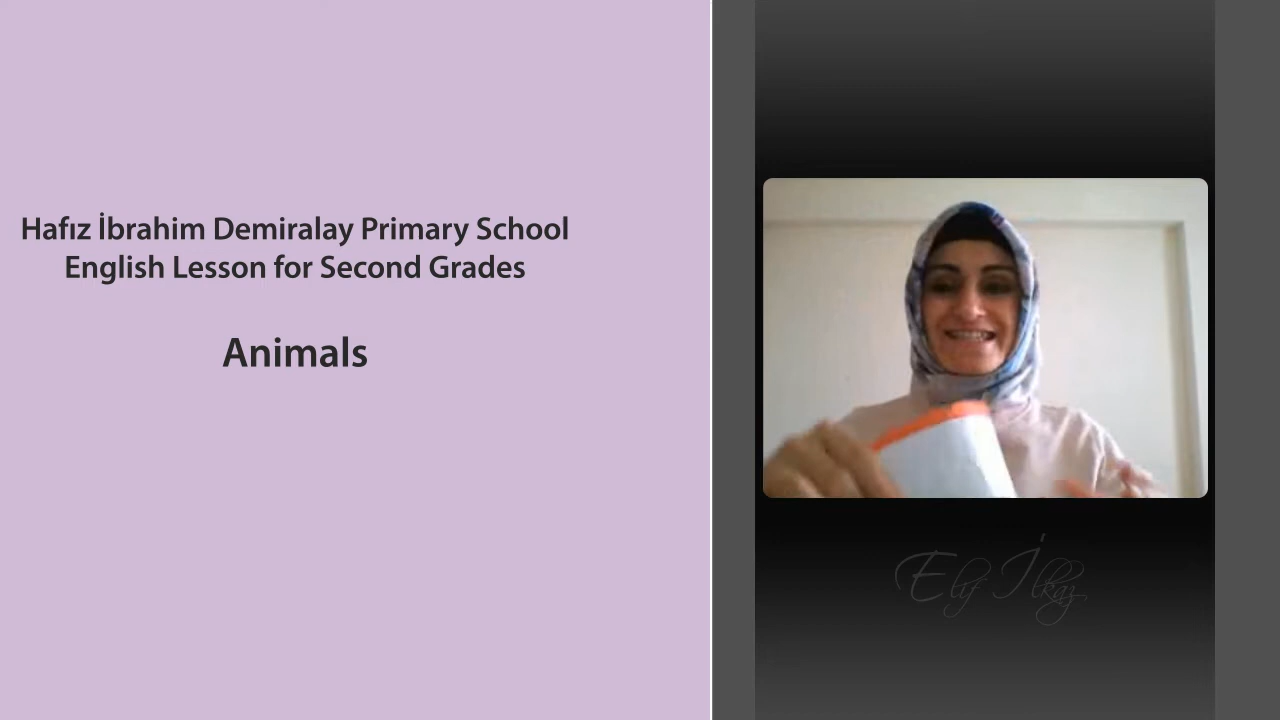 Hafız İbrahim Demiralay Primary School
English Lesson for Second Grades
Animals
Elif İlkaz